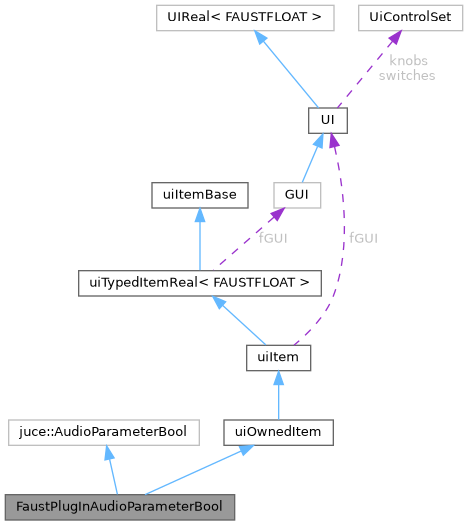 UIReal< FAUSTFLOAT >
UiControlSet
knobs
switches
UI
uiItemBase
GUI
fGUI
fGUI
uiTypedItemReal< FAUSTFLOAT >
uiItem
juce::AudioParameterBool
uiOwnedItem
FaustPlugInAudioParameterBool